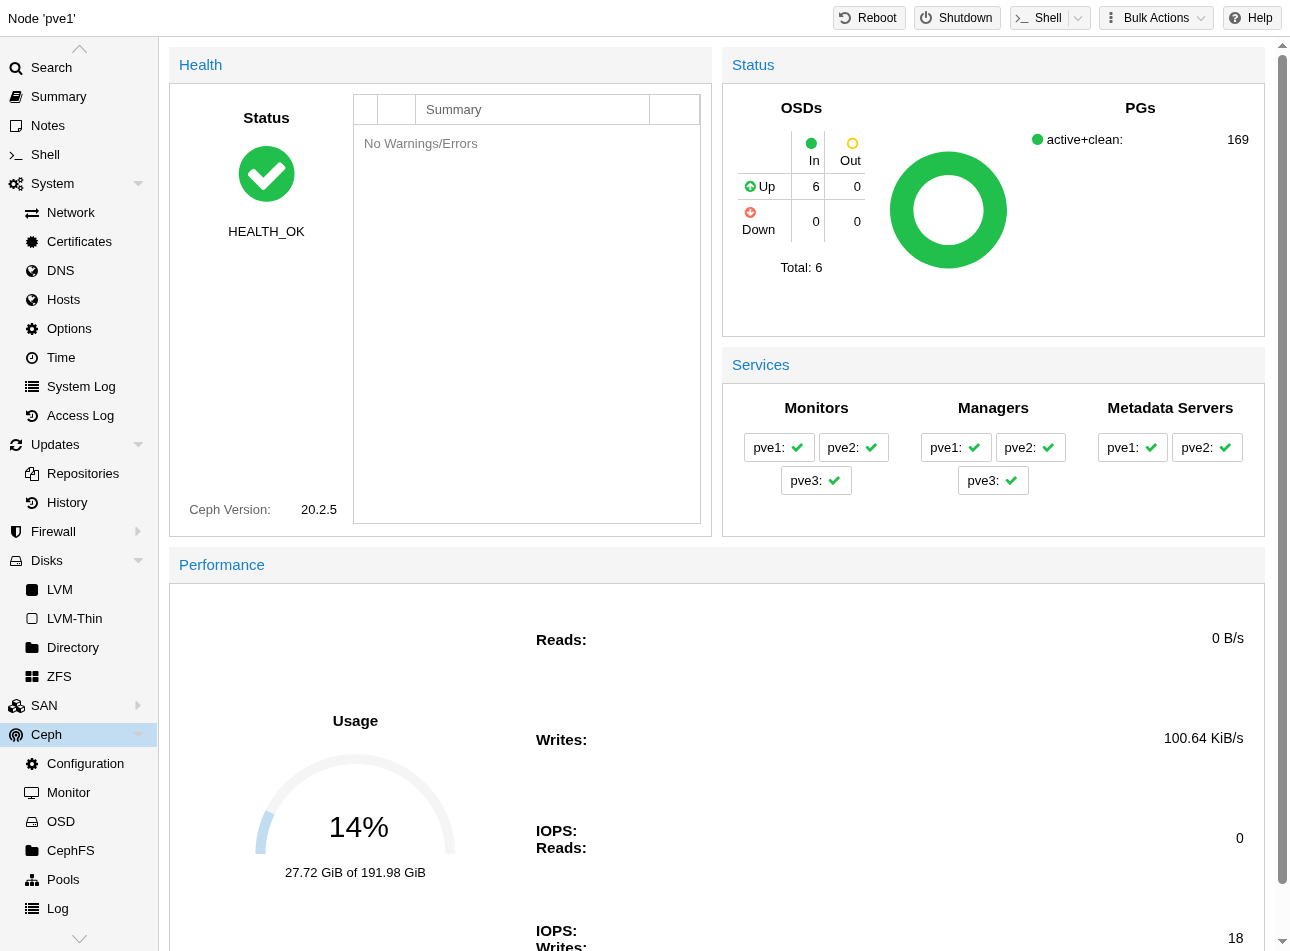 Node 'pve1'
Reboot
Shutdown
Shell
Bulk Actions
Help
Search
Summary
Notes
Shell
System
Network
Certificates
DNS
Hosts
Options
Time
System Log
Access Log
Updates
Repositories
History
Firewall
Disks
LVM
LVM-Thin
Directory
ZFS
SAN
Ceph
Configuration
Monitor
OSD
CephFS
Pools
Log
Health
Status
HEALTH_OK
Ceph Version: 20.2.5
Summary
No Warnings/Errors
Status
OSDs
In Out
Up 6 0
Down 0 0
Total: 6
PGs
active+clean: 169
Services
Monitors
pve1: pve2:
pve3:
Managers
pve1: pve2:
pve3:
Metadata Servers
pve1: pve2:
Performance
Usage
14%
27.72 GiB of 191.98 GiB
Reads: 0 B/s
Writes: 100.64 KiB/s
IOPS:
Reads: 0
IOPS:
Writes: 18